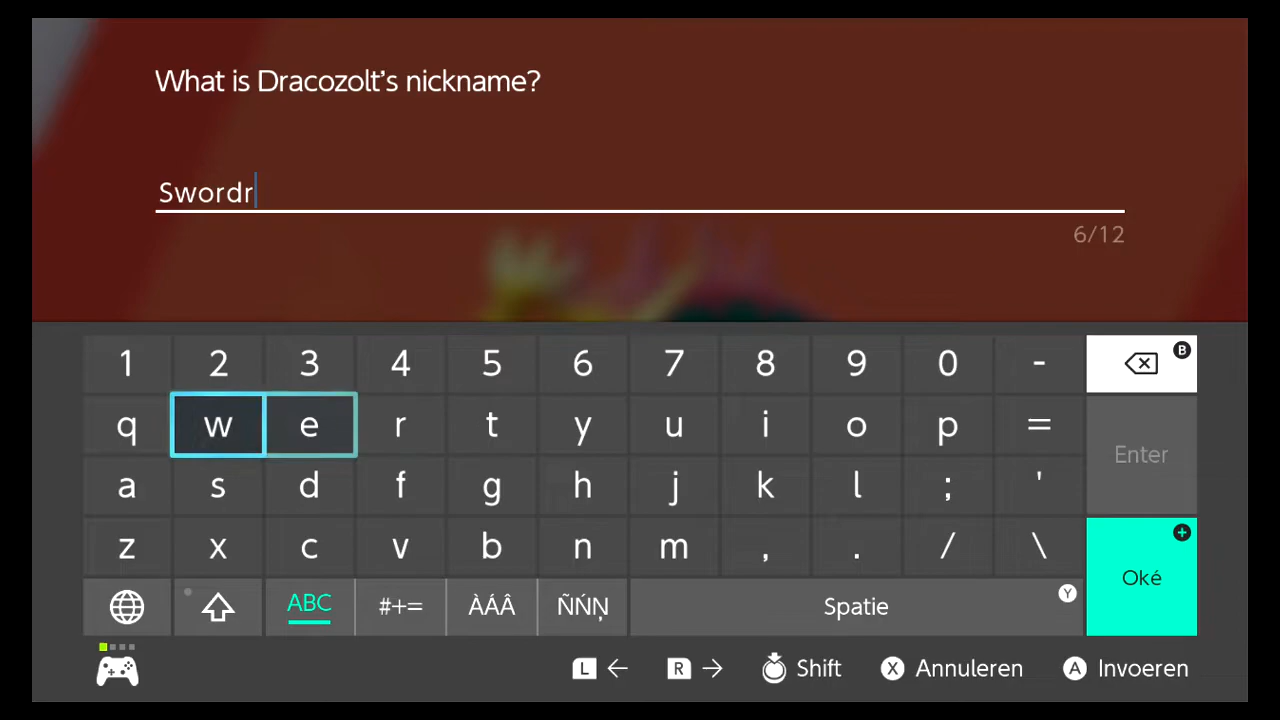 What is Dracozolt's nickname?
Swordr
6/12
1 2 3 4 5 6 7 8 9 0 - B
q w e r t y u i o p = Enter
a s d f g h j k l ; '
z x c v b n m , . / \ + Oké
ABC #+= ÀÁÂ ÑŃŅ Spatie Y
L ← R → Shift X Annuleren A Invoeren